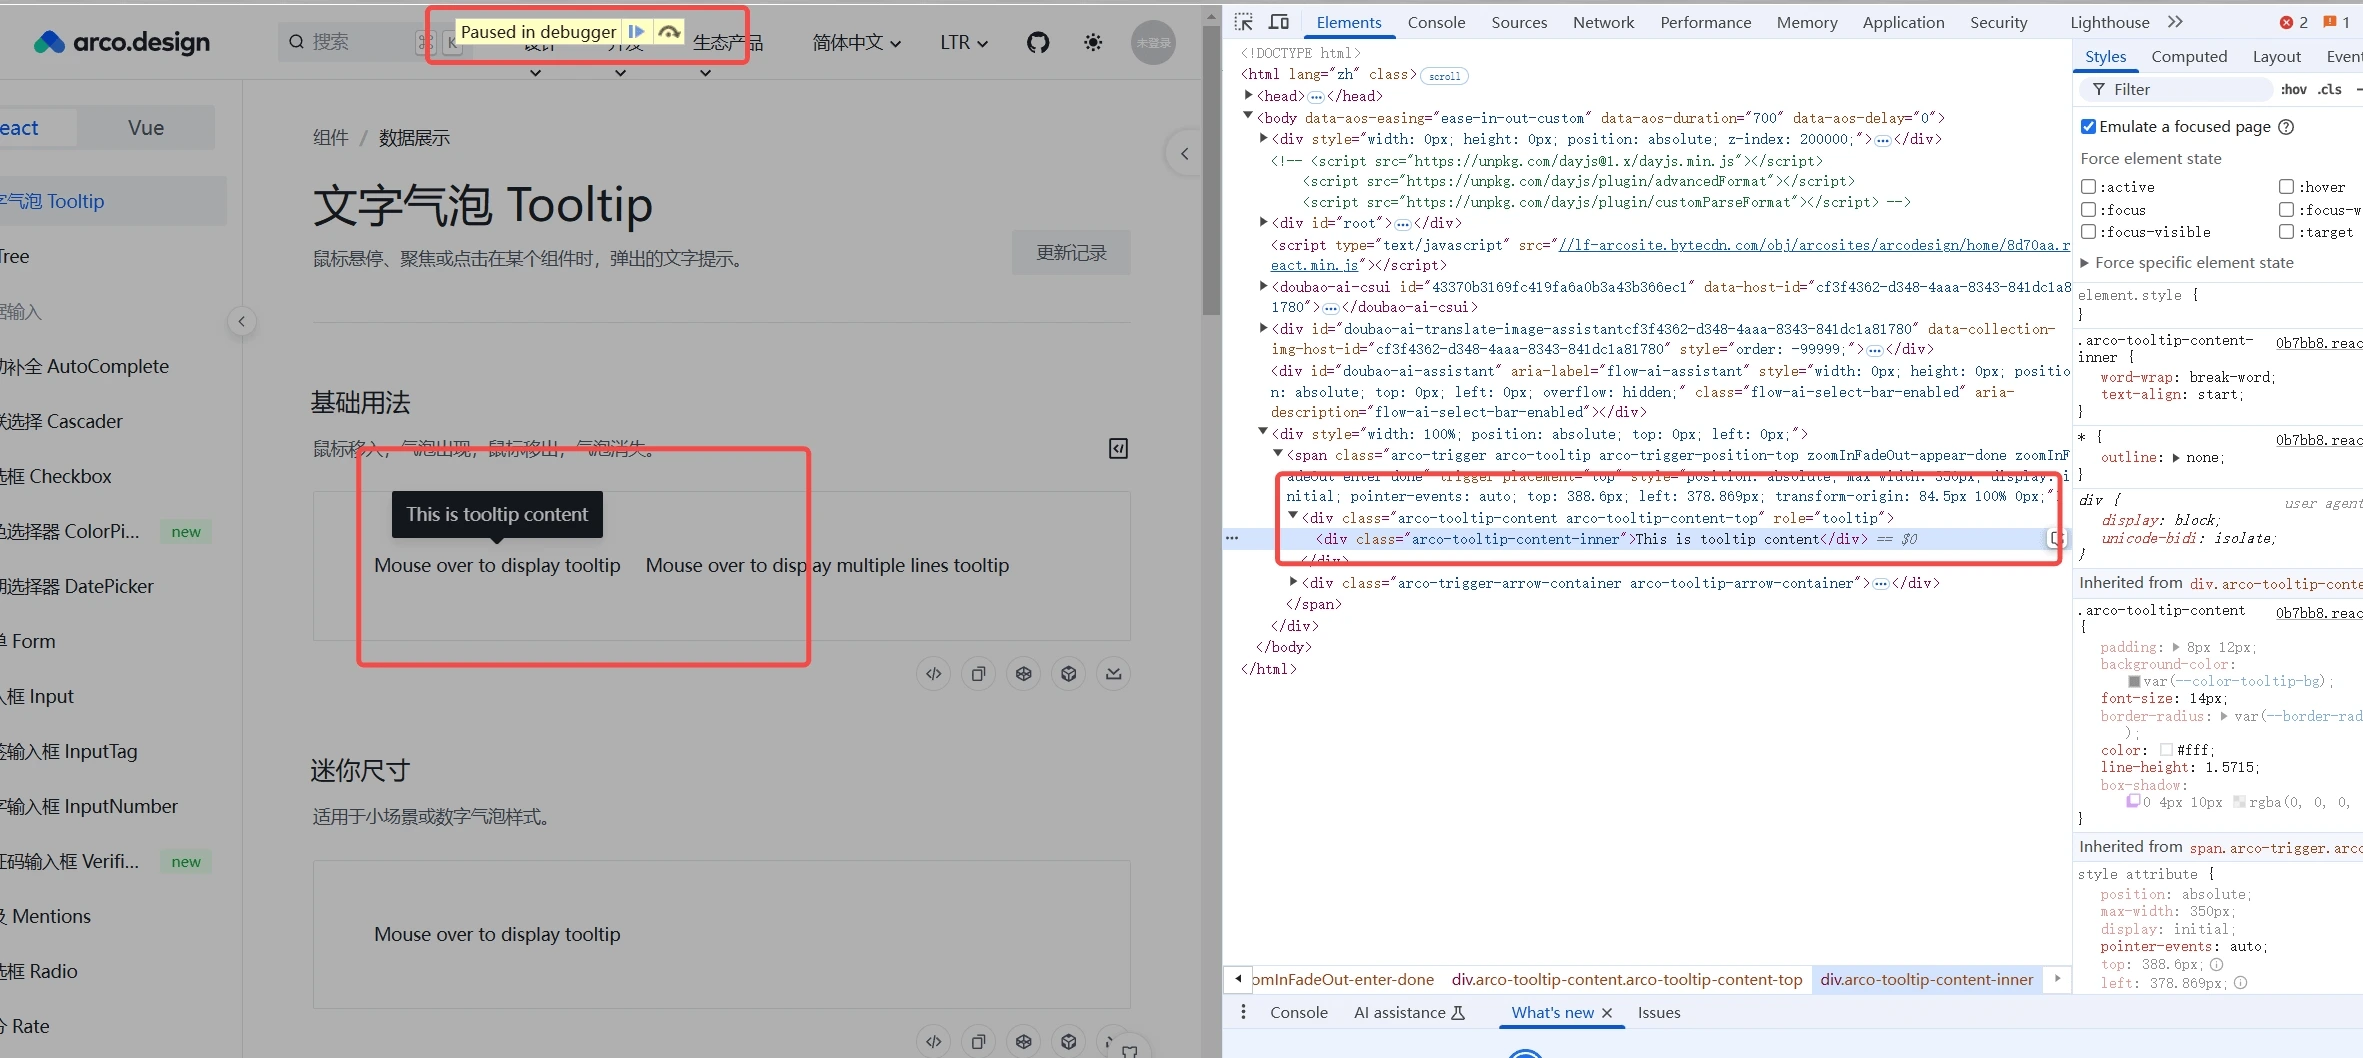 arco.design
搜索
⌘ K
Paused in debugger
设计
开发
生态产品
简体中文
LTR
未登录
eact
Vue
字气泡 Tooltip
Tree
据输入
动补全 AutoComplete
联选择 Cascader
选框 Checkbox
色选择器 ColorPi...
new
期选择器 DatePicker
单 Form
入框 Input
签输入框 InputTag
字输入框 InputNumber
证码输入框 Verifi...
new
及 Mentions
选框 Radio
分 Rate
组件 / 数据展示
文字气泡 Tooltip
鼠标悬停、聚焦或点击在某个组件时，弹出的文字提示。
更新记录
基础用法
鼠标移入，气泡出现，鼠标移出，气泡消失。
This is tooltip content
Mouse over to display tooltip
Mouse over to display multiple lines tooltip
迷你尺寸
适用于小场景或数字气泡样式。
Mouse over to display tooltip
Elements
Console
Sources
Network
Performance
Memory
Application
Security
Lighthouse
2
1
<!DOCTYPE html>
<html lang="zh" class> scroll
<head>…</head>
<body data-aos-easing="ease-in-out-custom" data-aos-duration="700" data-aos-delay="0">
<div style="width: 0px; height: 0px; position: absolute; z-index: 200000;">…</div>
<!-- <script src="https://unpkg.com/dayjs@1.x/dayjs.min.js"></script>
<script src="https://unpkg.com/dayjs/plugin/advancedFormat"></script>
<script src="https://unpkg.com/dayjs/plugin/customParseFormat"></script> -->
<div id="root">…</div>
<script type="text/javascript" src="//lf-arcosite.bytecdn.com/obj/arcosites/arcodesign/home/8d70aa.r
eact.min.js"></script>
<doubao-ai-csui id="43370b3169fc419fa6a0b3a43b366ec1" data-host-id="cf3f4362-d348-4aaa-8343-841dc1a8
1780">…</doubao-ai-csui>
<div id="doubao-ai-translate-image-assistantcf3f4362-d348-4aaa-8343-841dc1a81780" data-collection-
img-host-id="cf3f4362-d348-4aaa-8343-841dc1a81780" style="order: -99999;">…</div>
<div id="doubao-ai-assistant" aria-label="flow-ai-assistant" style="width: 0px; height: 0px; positio
n: absolute; top: 0px; left: 0px; overflow: hidden;" class="flow-ai-select-bar-enabled" aria-
description="flow-ai-select-bar-enabled"></div>
<div style="width: 100%; position: absolute; top: 0px; left: 0px;">
<span class="arco-trigger arco-tooltip arco-trigger-position-top zoomInFadeOut-appear-done zoomInF
adeOut-enter-done" trigger-placement="top" style="position: absolute; max-width: 350px; display: i
nitial; pointer-events: auto; top: 388.6px; left: 378.869px; transform-origin: 84.5px 100% 0px;"
<div class="arco-tooltip-content arco-tooltip-content-top" role="tooltip">
<div class="arco-tooltip-content-inner">This is tooltip content</div> == $0
</div>
<div class="arco-trigger-arrow-container arco-tooltip-arrow-container">…</div>
</span>
</div>
</body>
</html>
omInFadeOut-enter-done
div.arco-tooltip-content.arco-tooltip-content-top
div.arco-tooltip-content-inner
Console
AI assistance
What's new
Issues
Styles
Computed
Layout
Event
Filter
:hov
.cls
Emulate a focused page
Force element state
:active
:hover
:focus
:focus-w
:focus-visible
:target
Force specific element state
element.style {
}
.arco-tooltip-content-
0b7bb8.reac
inner {
word-wrap: break-word;
text-align: start;
}
* {
0b7bb8.reac
outline: none;
}
div {
user agent
display: block;
unicode-bidi: isolate;
}
Inherited from div.arco-tooltip-conte
.arco-tooltip-content
0b7bb8.reac
{
padding: 8px 12px;
background-color:
var(--color-tooltip-bg);
font-size: 14px;
border-radius: var(--border-rad
);
color: #fff;
line-height: 1.5715;
box-shadow:
0 4px 10px rgba(0, 0, 0,
}
Inherited from span.arco-trigger.arco
style attribute {
position: absolute;
max-width: 350px;
display: initial;
pointer-events: auto;
top: 388.6px;
left: 378.869px;